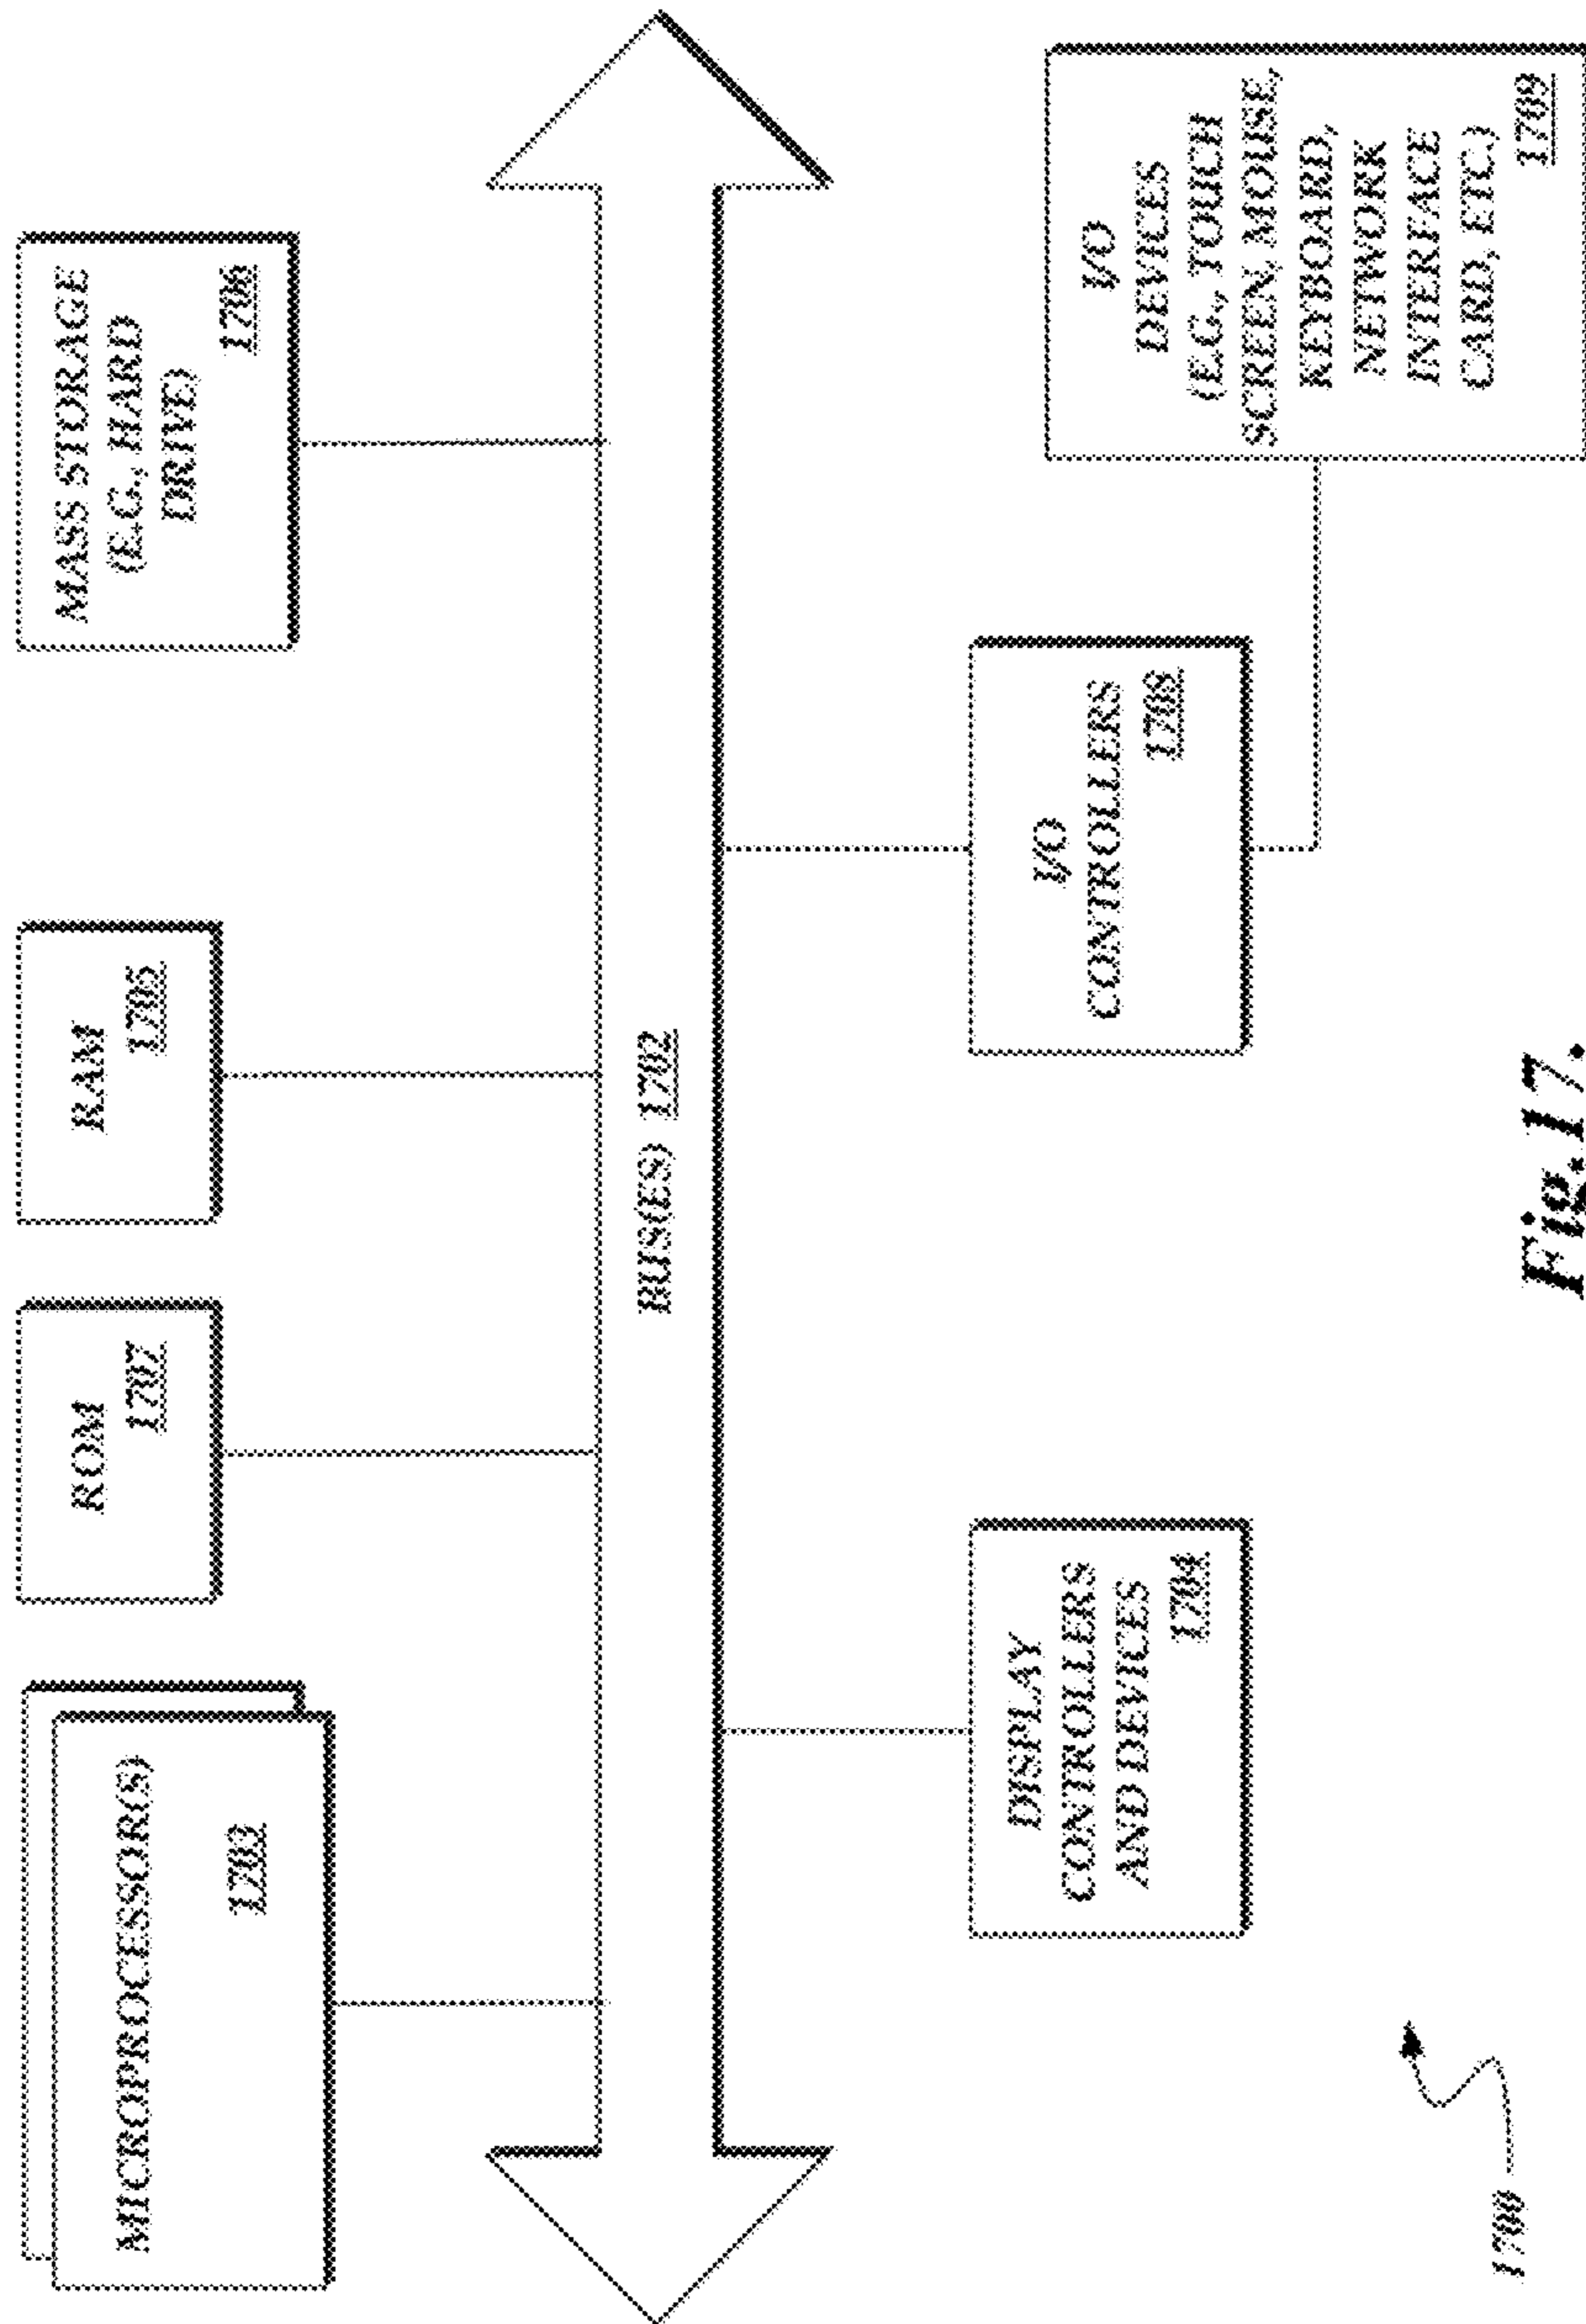 MICROPROCESSOR(S)
1703
ROM
1707
RAM
1705
MASS STORAGE
(E.G., HARD
DRIVE)
1706
BUS(ES) 1702
DISPLAY
CONTROLLERS
AND DEVICES
1704
I/O
CONTROLLERS
1708
I/O
DEVICES
(E.G., TOUCH
SCREEN, MOUSE,
KEYBOARD,
NETWORK
INTERFACE
CARD, ETC.)
1709
1700
Fig.17.